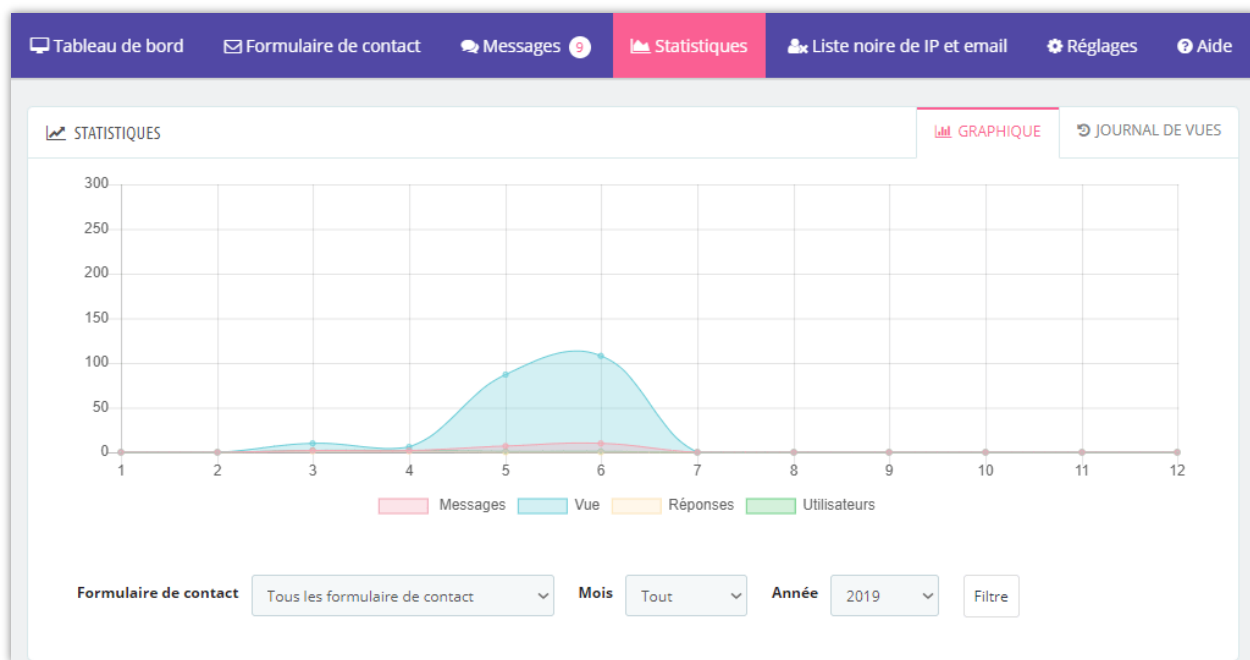 Tableau de bord Formulaire de contact Messages 9 Statistiques Liste noire de IP et email Réglages Aide
STATISTIQUES GRAPHIQUE JOURNAL DE VUES
300
250
200
150
100
50
0
1 2 3 4 5 6 7 8 9 10 11 12
Messages Vue Réponses Utilisateurs
Formulaire de contact Tous les formulaire de contact Mois Tout Année 2019 Filtre